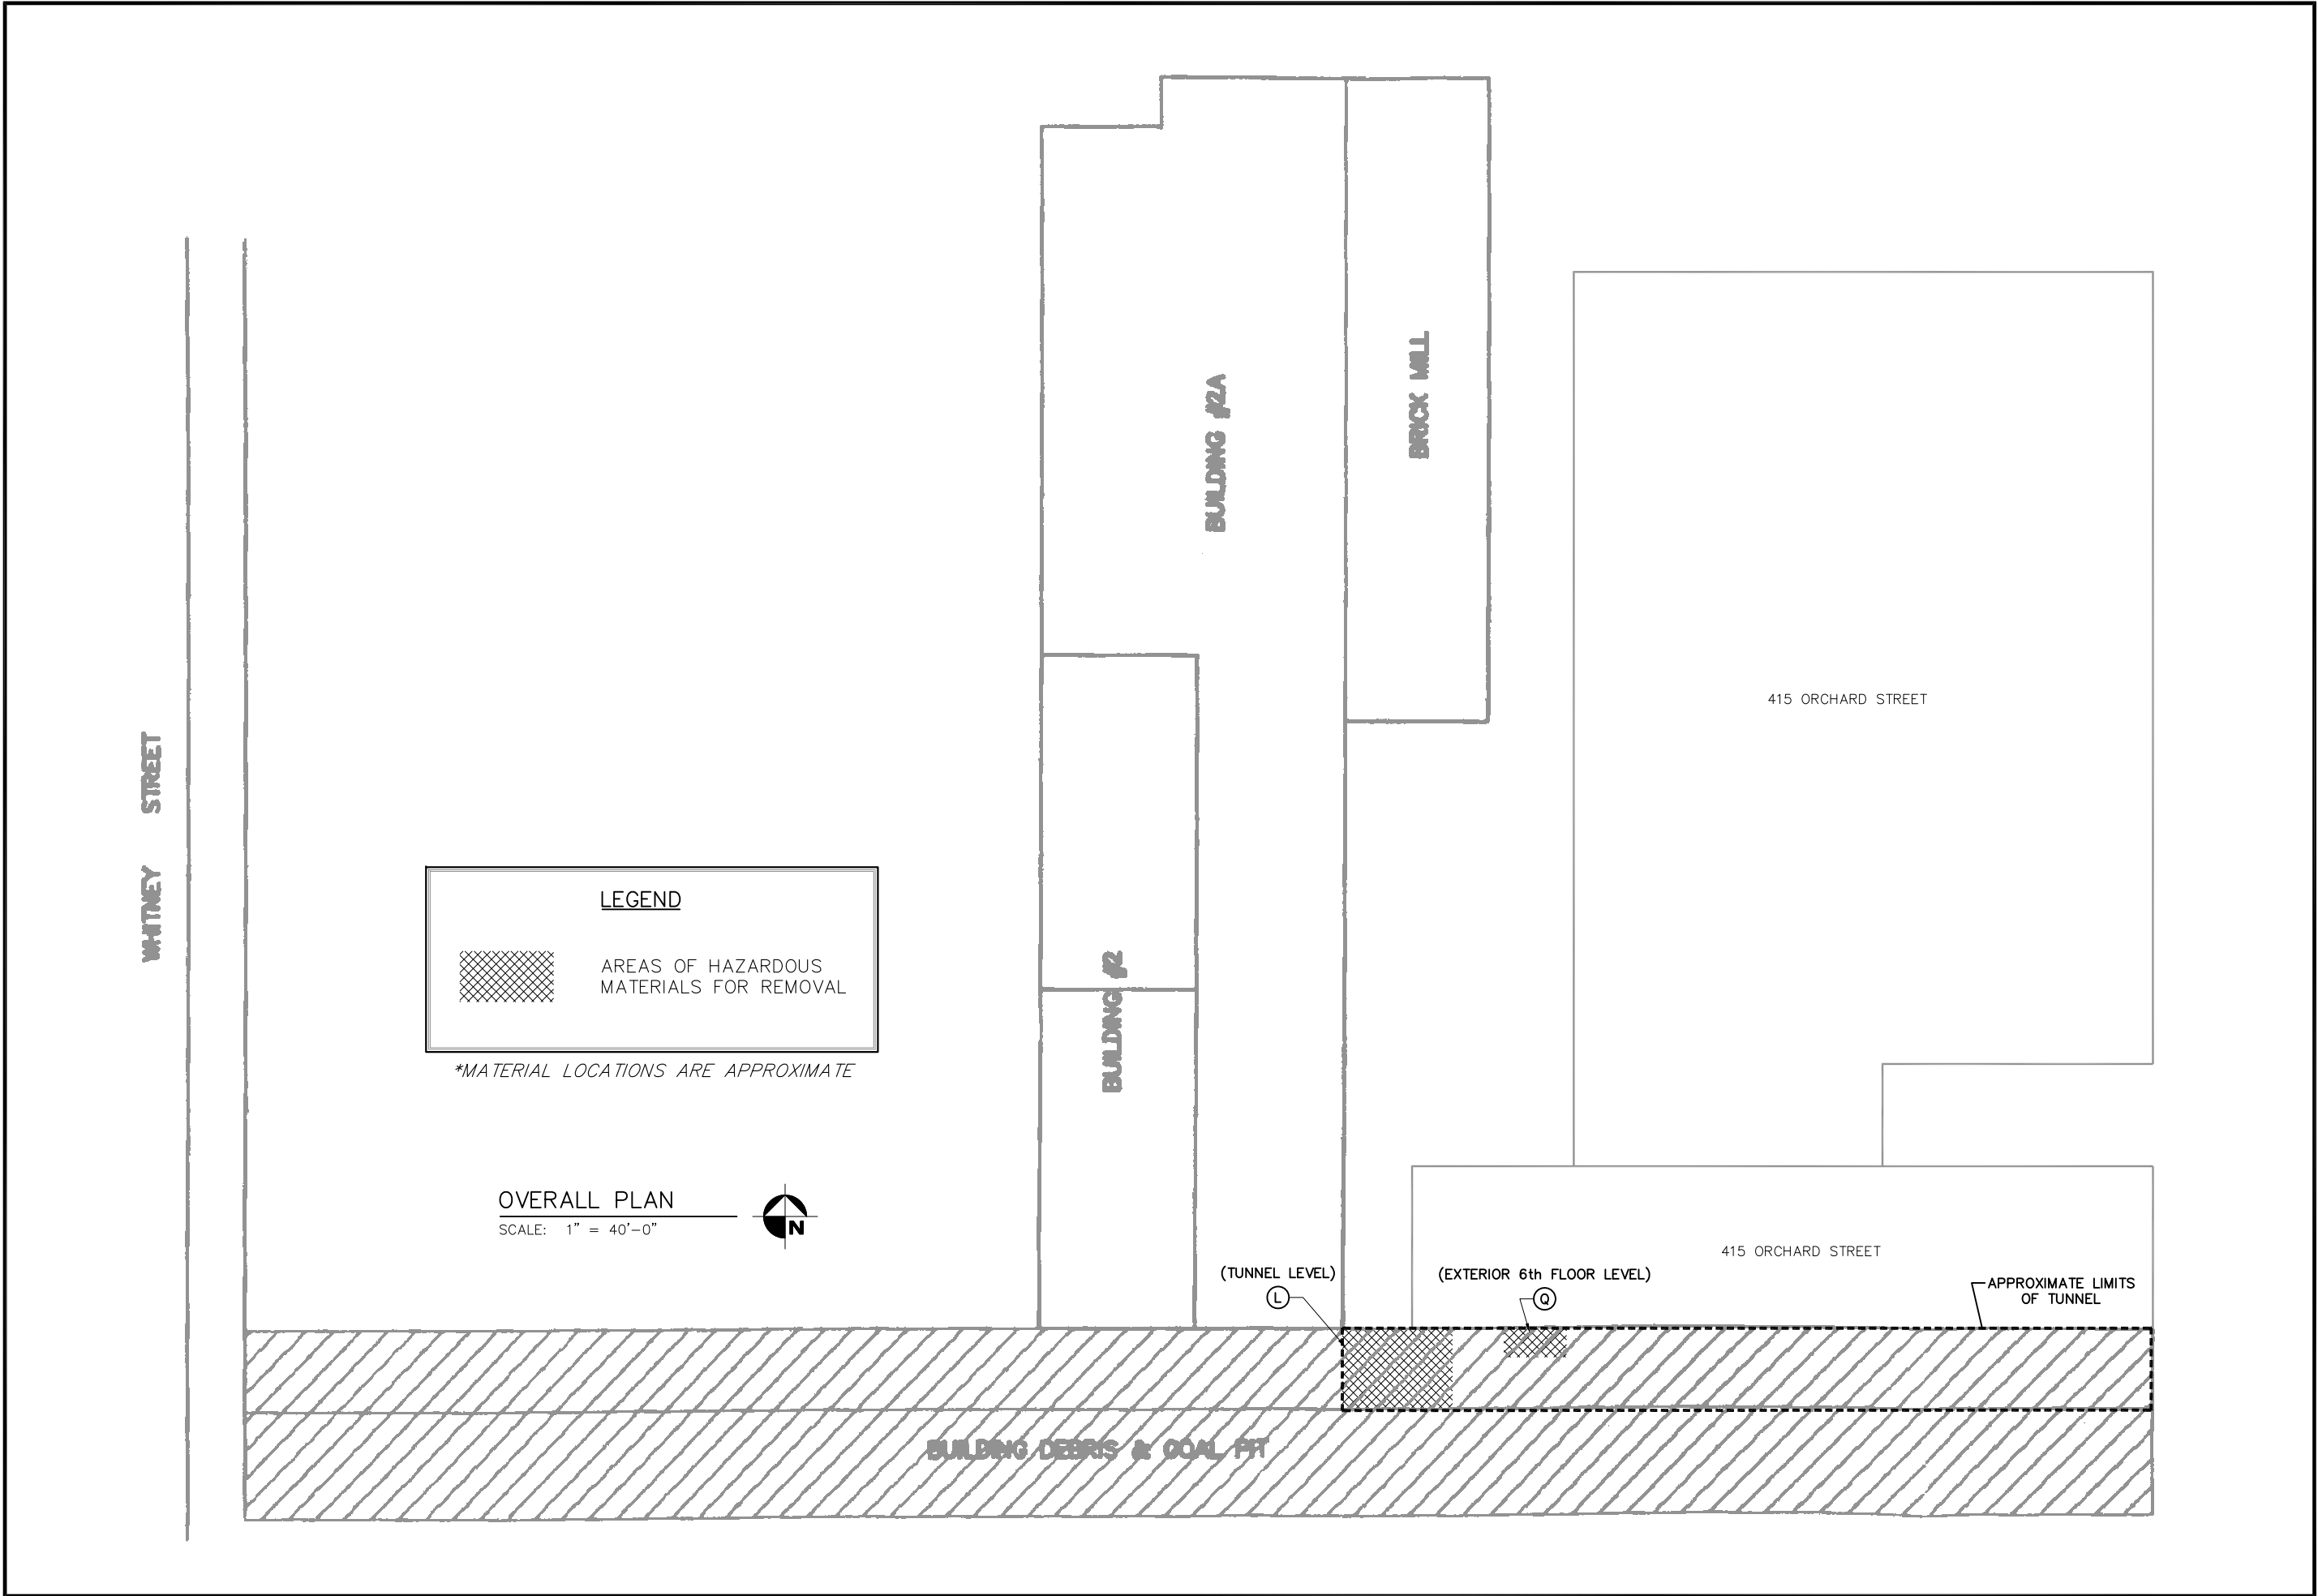 BUILDING #2A
BRICK MILL
415 ORCHARD STREET
WHITNEY STREET
LEGEND
AREAS OF HAZARDOUS
MATERIALS FOR REMOVAL
*MATERIAL LOCATIONS ARE APPROXIMATE
BUILDING #2
OVERALL PLAN
SCALE: 1" = 40'-0"
N
415 ORCHARD STREET
(TUNNEL LEVEL)
L
(EXTERIOR 6th FLOOR LEVEL)
Q
APPROXIMATE LIMITS
OF TUNNEL
BUILDING DEBRIS & COAL PIT